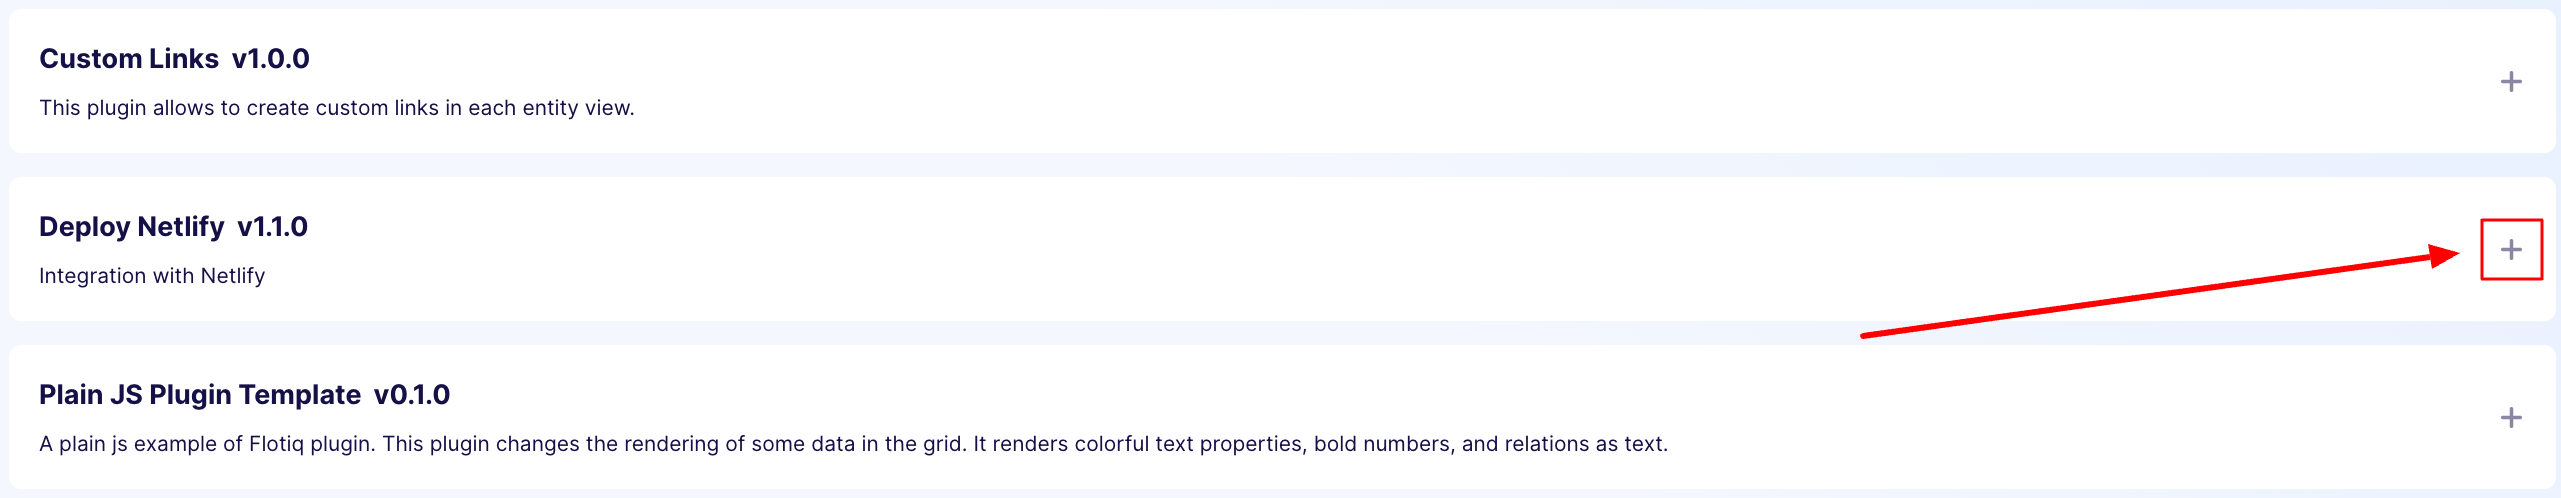 Custom Links v1.0.0
This plugin allows to create custom links in each entity view.
Deploy Netlify v1.1.0
Integration with Netlify
Plain JS Plugin Template v0.1.0
A plain js example of Flotiq plugin. This plugin changes the rendering of some data in the grid. It renders colorful text properties, bold numbers, and relations as text.